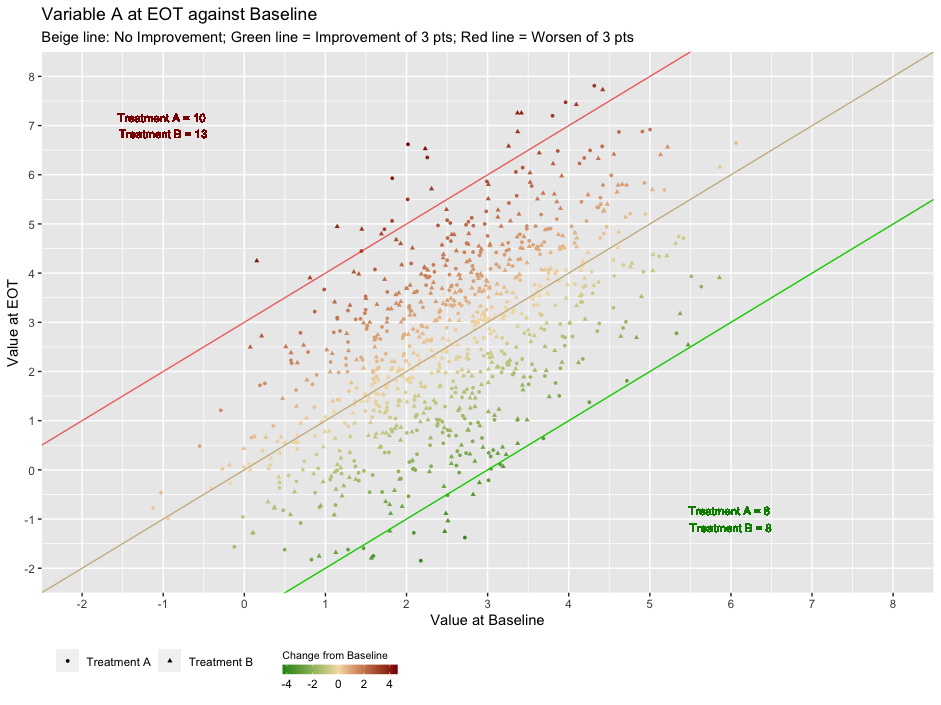 Variable A at EOT against Baseline
Beige line: No Improvement; Green line = Improvement of 3 pts; Red line = Worsen of 3 pts
Value at EOT
8
7
6
5
4
3
2
1
0
-1
-2
Treatment A = 10
Treatment B = 13
Treatment A = 6
Treatment B = 8
-2 -1 0 1 2 3 4 5 6 7 8
Value at Baseline
Treatment A Treatment B
Change from Baseline
-4 -2 0 2 4